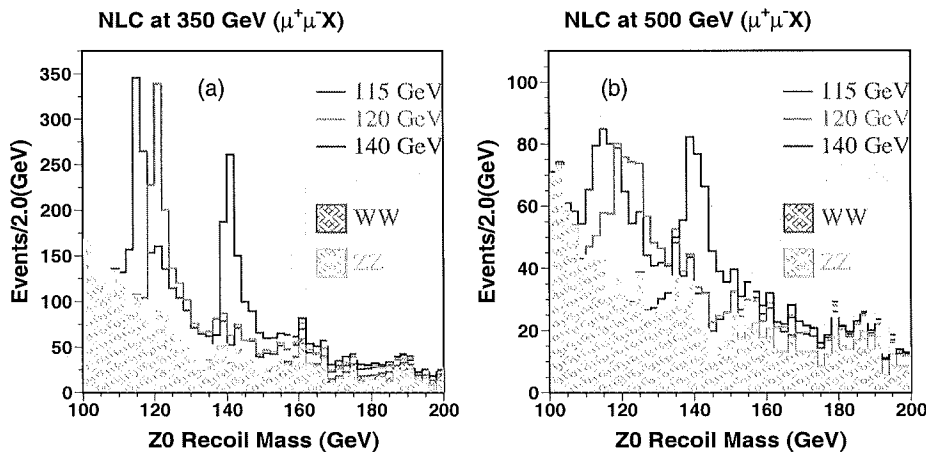 NLC at 350 GeV (μ⁺μ⁻X)
Events/2.0(GeV)
350
300
250
200
150
100
50
0
(a)
115 GeV
120 GeV
140 GeV
WW
ZZ
100 120 140 160 180 200
Z0 Recoil Mass (GeV)
NLC at 500 GeV (μ⁺μ⁻X)
Events/2.0(GeV)
100
80
60
40
20
0
(b)
115 GeV
120 GeV
140 GeV
WW
ZZ
100 120 140 160 180 200
Z0 Recoil Mass (GeV)